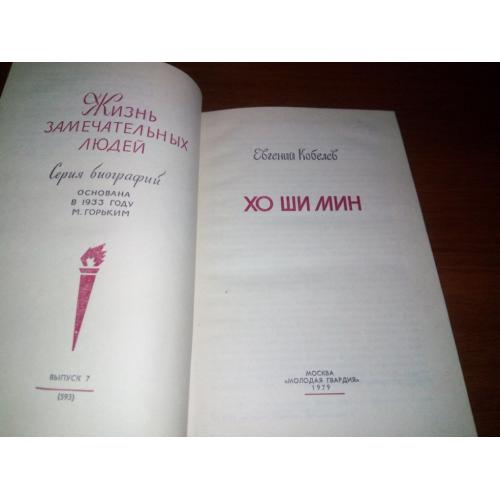 Жизнь
ЗАМЕЧАТЕЛЬНЫХ
ЛЮДЕЙ
Серия биографий
ОСНОВАНА
В 1933 ГОДУ
М. ГОРЬКИМ
ВЫПУСК 7
(593)
Евгений Кобелев
ХО ШИ МИН
МОСКВА
«МОЛОДАЯ ГВАРДИЯ»
1979